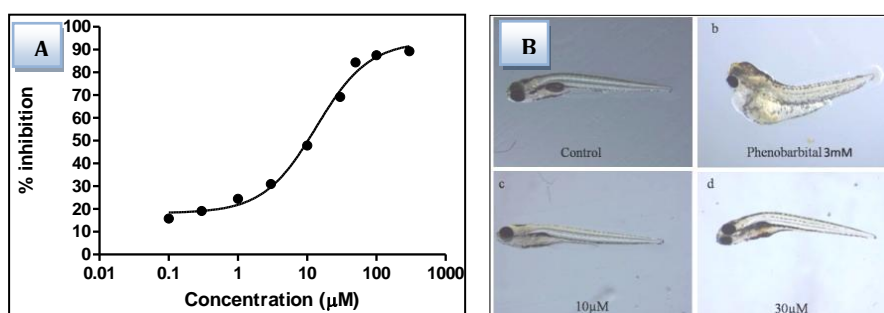 A
% inhibition
100
90
80
70
60
50
40
30
20
10
0
0.01 0.1 1 10 100 1000
Concentration (µM)
B
Control
b
Phenobarbital 3mM
c
10µM
d
30µM